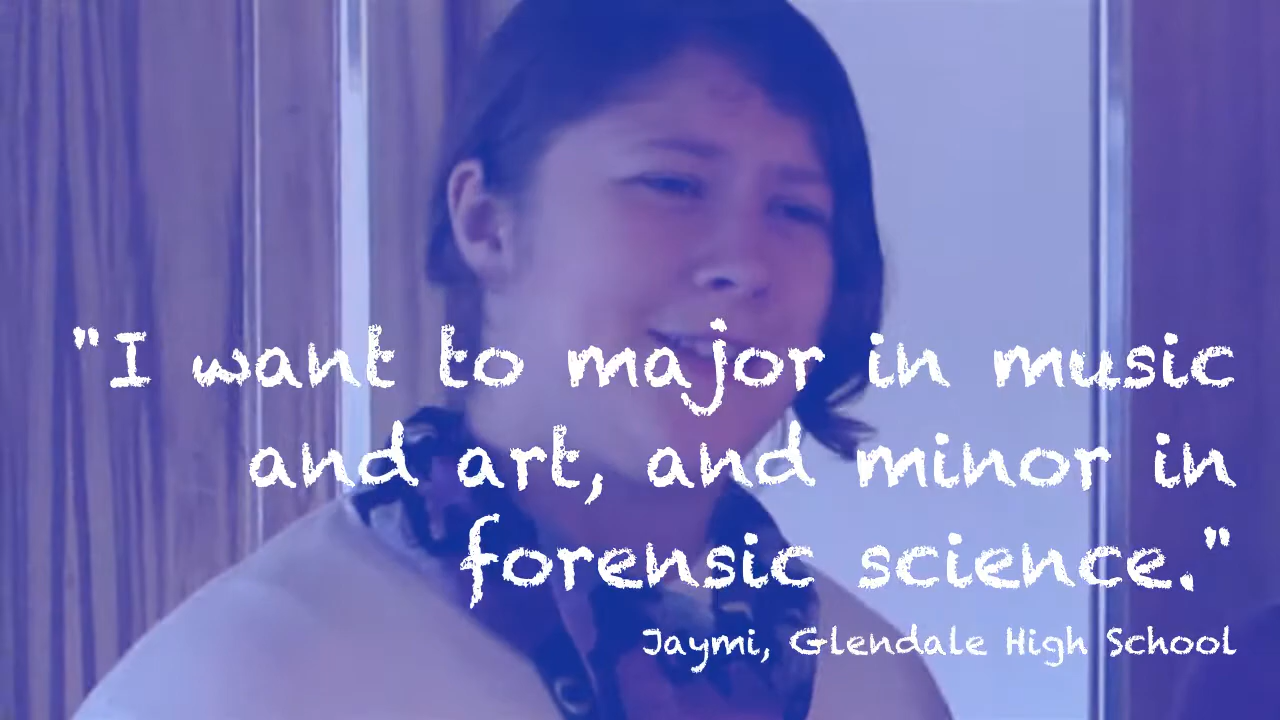 "I want to major in music
and art, and minor in
forensic science."
Jaymi, Glendale High School